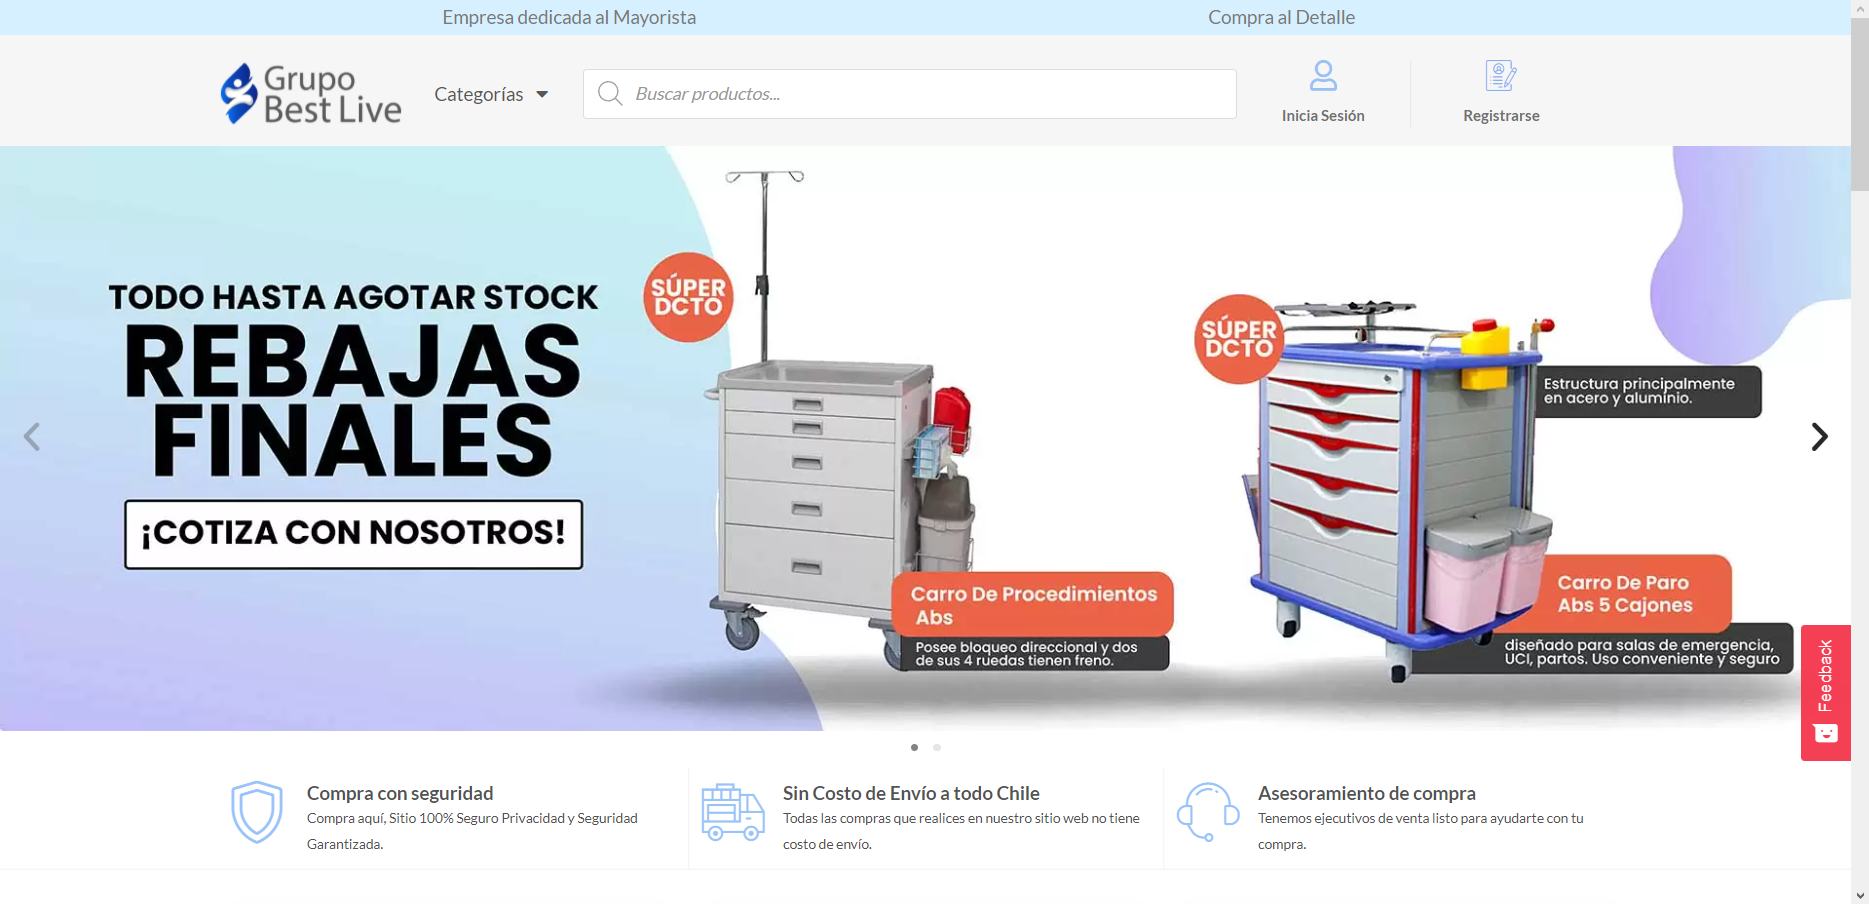 Empresa dedicada al Mayorista
Compra al Detalle
Grupo
Best Live
Categorías
Buscar productos...
Inicia Sesión
Registrarse
TODO HASTA AGOTAR STOCK
REBAJAS
FINALES
¡COTIZA CON NOSOTROS!
SÚPER
DCTO
Carro De Procedimientos
Abs
Posee bloqueo direccional y dos
de sus 4 ruedas tienen freno.
SÚPER
DCTO
Estructura principalmente
en acero y aluminio.
Carro De Paro
Abs 5 Cajones
diseñado para salas de emergencia,
UCI, partos. Uso conveniente y seguro
Feedback
Compra con seguridad
Compra aquí, Sitio 100% Seguro Privacidad y Seguridad
Garantizada.
Sin Costo de Envío a todo Chile
Todas las compras que realices en nuestro sitio web no tiene
costo de envío.
Asesoramiento de compra
Tenemos ejecutivos de venta listo para ayudarte con tu
compra.